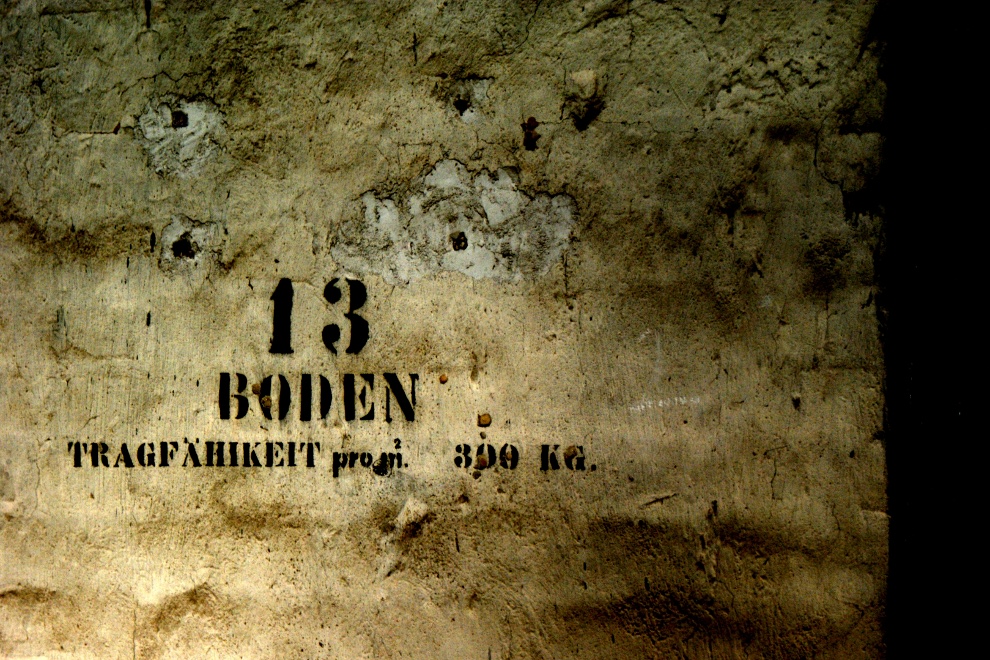 13
BODEN
TRAGFÄHIKEIT pro m². 300 KG.